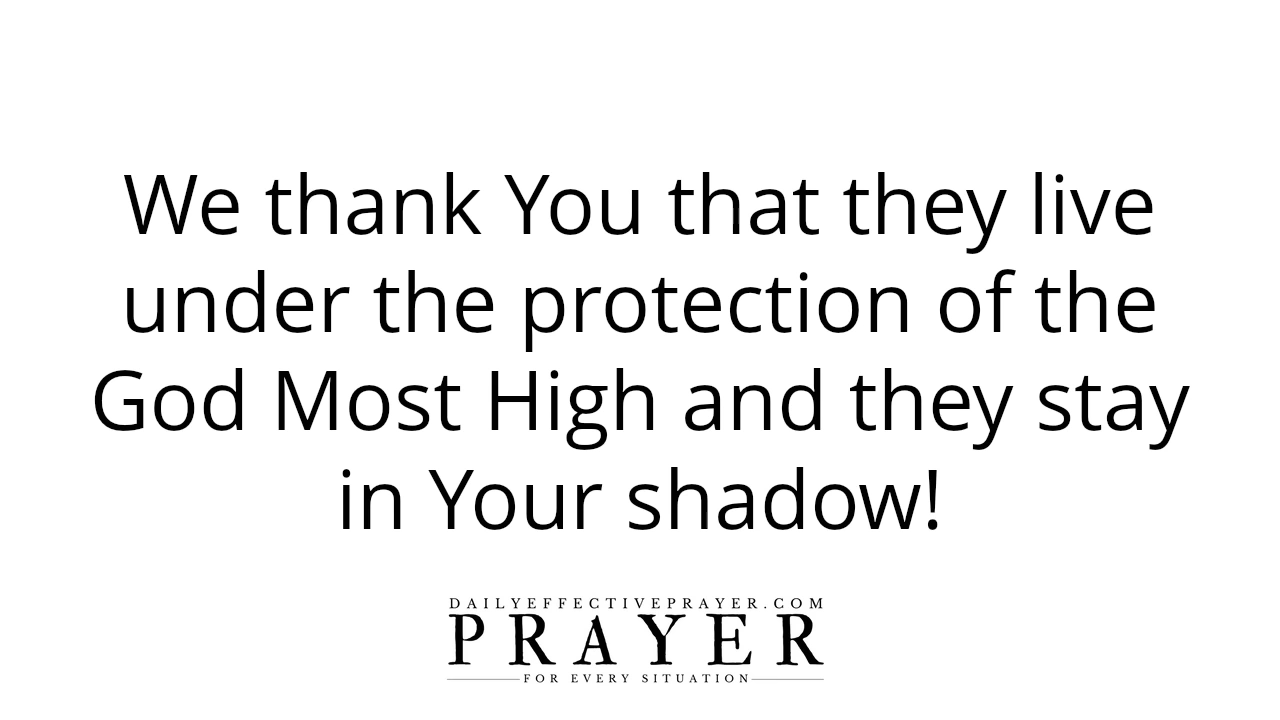 We thank You that they live
under the protection of the
God Most High and they stay
in Your shadow!
DAILYEFFECTIVEPRAYER.COM
PRAYER
FOR EVERY SITUATION